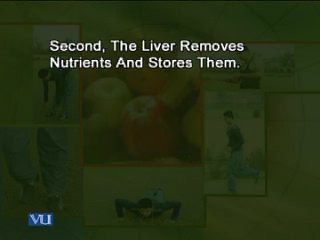 Second, The Liver Removes
Nutrients And Stores Them.
VU